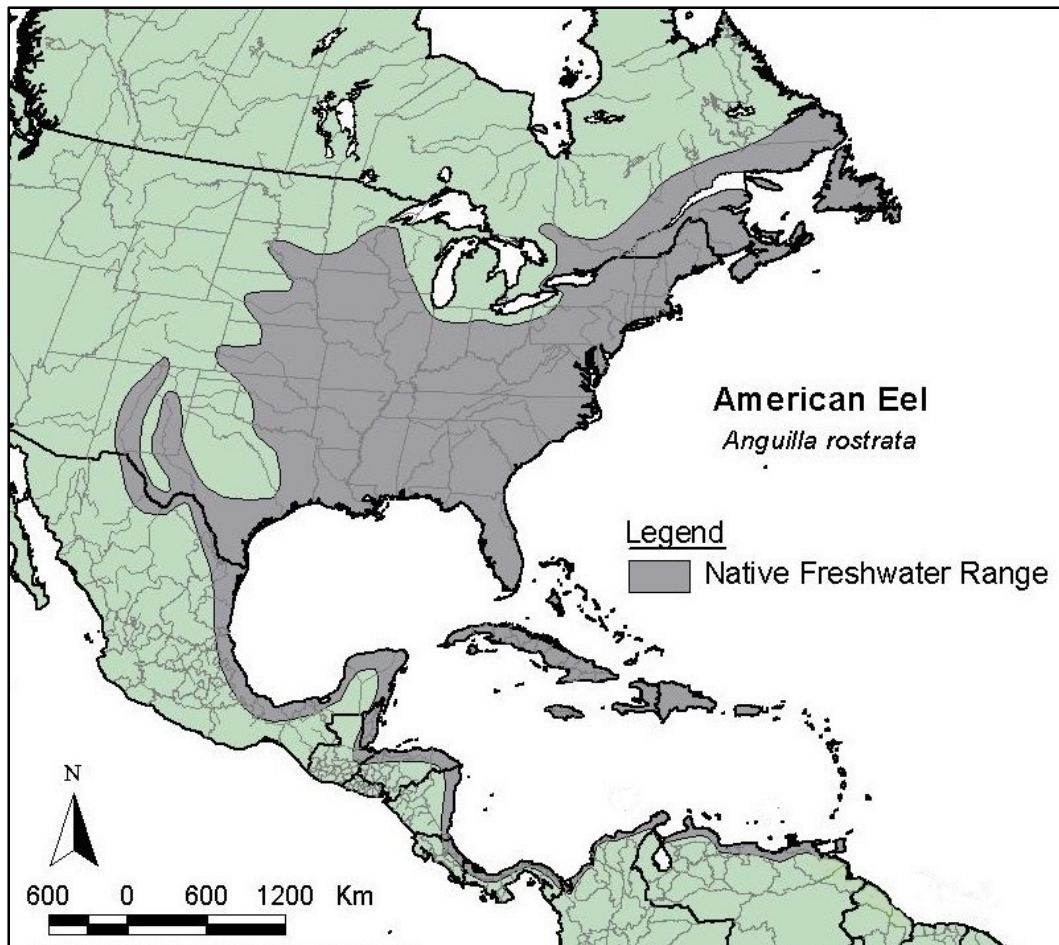 American Eel
Anguilla rostrata
Legend
Native Freshwater Range
N
600 0 600 1200 Km